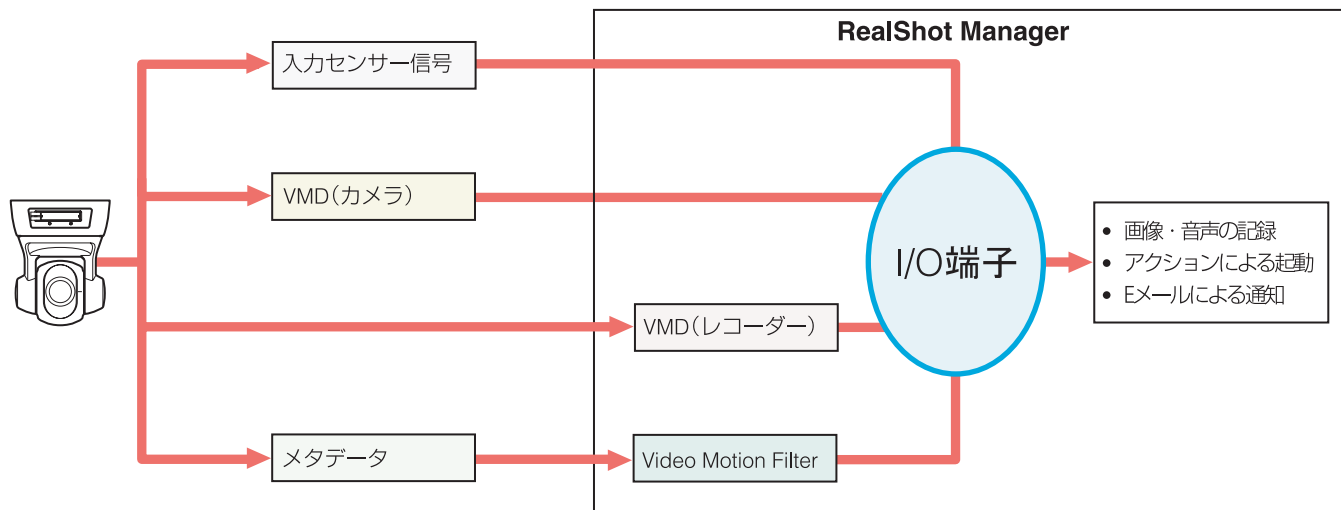 RealShot Manager
入力センサー信号
VMD（カメラ）
I/O端子
• 画像・音声の記録
• アクションによる起動
• Eメールによる通知
VMD（レコーダー）
メタデータ
Video Motion Filter